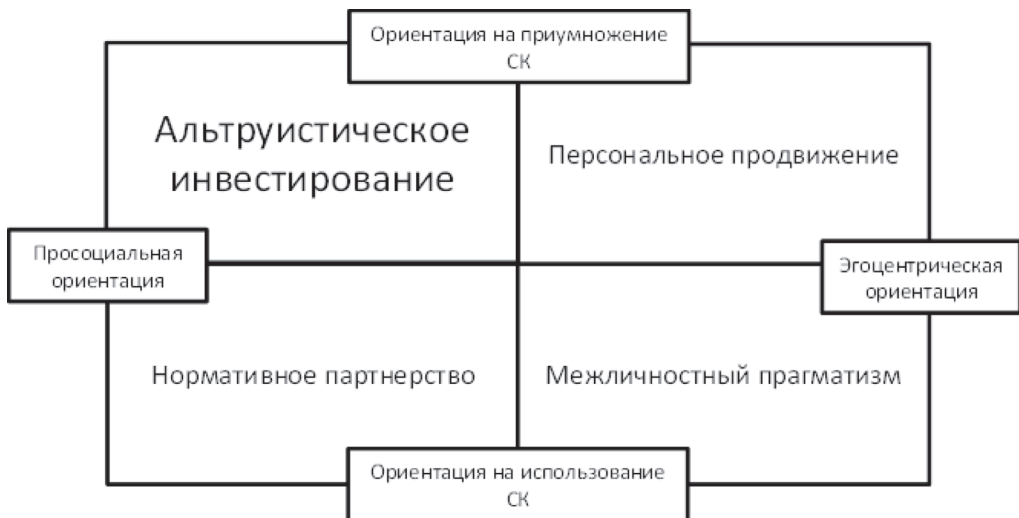 Ориентация на приумножение
СК
Альтруистическое
инвестирование
Персональное продвижение
Просоциальная
ориентация
Эгоцентрическая
ориентация
Нормативное партнерство
Межличностный прагматизм
Ориентация на использование
СК